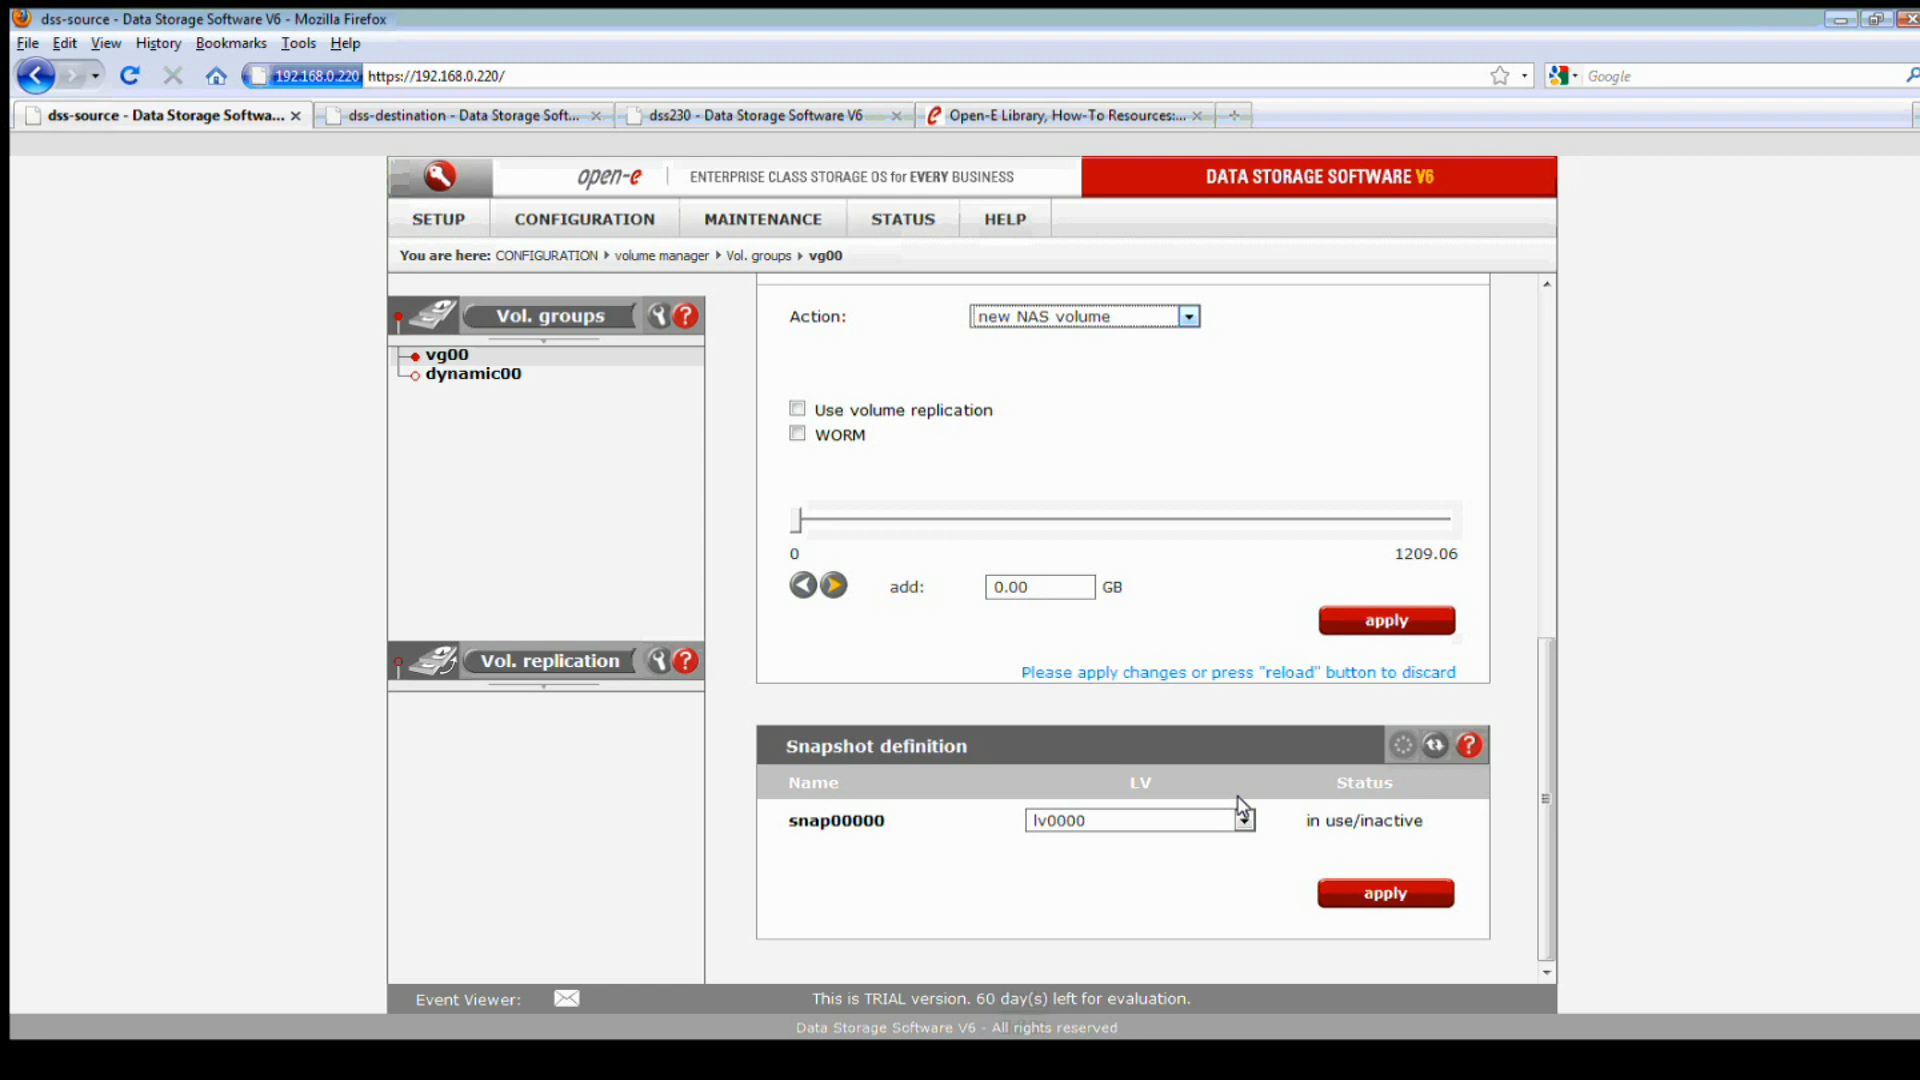 dss-source - Data Storage Software V6 - Mozilla Firefox
File Edit View History Bookmarks Tools Help
192.168.0.220 https://192.168.0.220/ Google
dss-source - Data Storage Softwa... dss-destination - Data Storage Soft... dss230 - Data Storage Software V6 Open-E Library, How-To Resources:...
open-e ENTERPRISE CLASS STORAGE OS for EVERY BUSINESS DATA STORAGE SOFTWARE V6
SETUP CONFIGURATION MAINTENANCE STATUS HELP
You are here: CONFIGURATION volume manager Vol. groups vg00
Vol. groups
vg00
dynamic00
Vol. replication
Action: new NAS volume
Use volume replication
WORM
0 1209.06
add: 0.00 GB
apply
Please apply changes or press "reload" button to discard
Snapshot definition
Name LV Status
snap00000 lv0000 in use/inactive
apply
Event Viewer: This is TRIAL version. 60 day(s) left for evaluation.
Data Storage Software V6 - All rights reserved